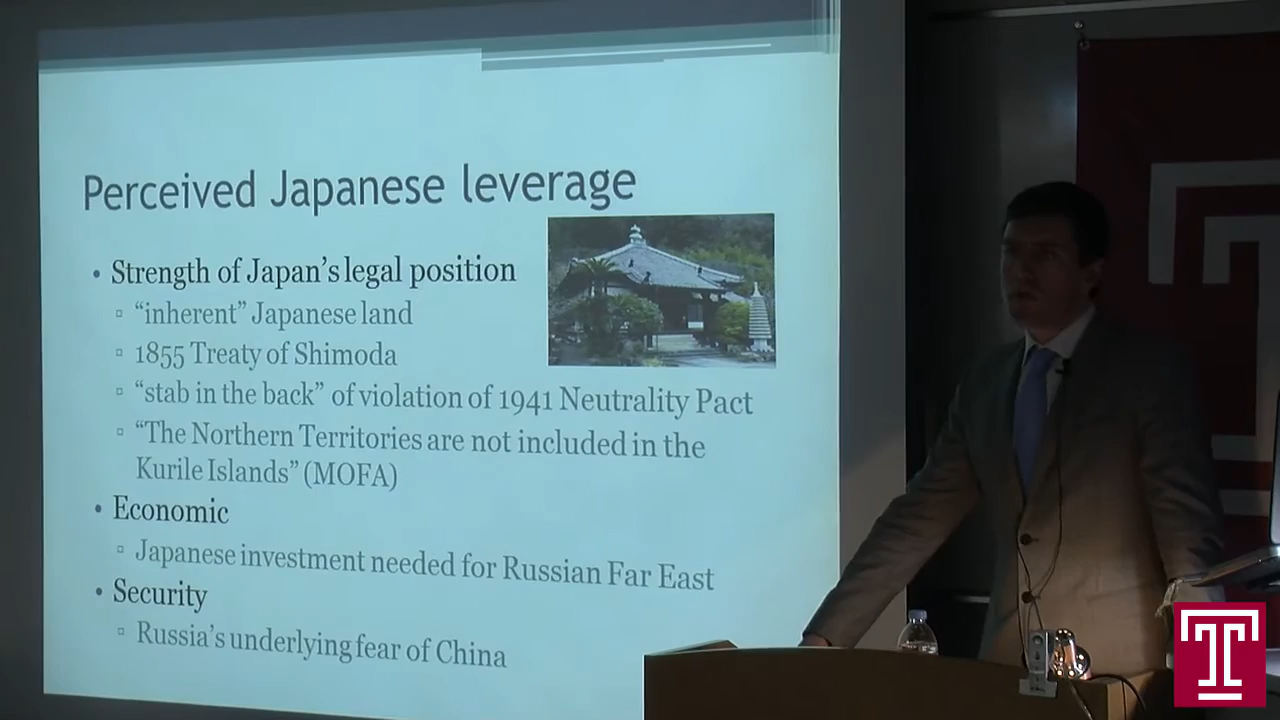 Perceived Japanese leverage
• Strength of Japan's legal position
▫ “inherent” Japanese land
▫ 1855 Treaty of Shimoda
▫ “stab in the back” of violation of 1941 Neutrality Pact
▫ “The Northern Territories are not included in the
Kurile Islands” (MOFA)
• Economic
▫ Japanese investment needed for Russian Far East
• Security
▫ Russia's underlying fear of China